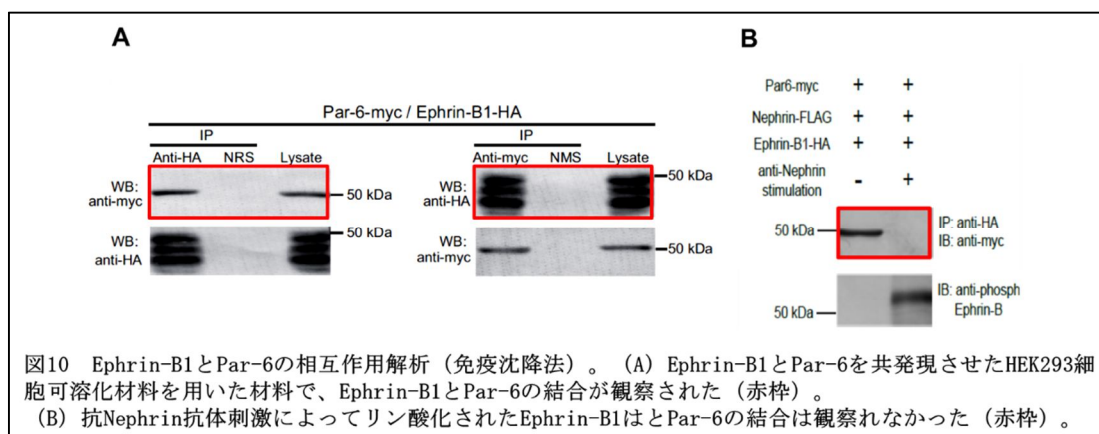 A
Par-6-myc / Ephrin-B1-HA
IP
Anti-HA NRS Lysate
WB:
anti-myc
50 kDa
WB:
anti-HA
50 kDa
IP
Anti-myc NMS Lysate
WB:
anti-HA
50 kDa
WB:
anti-myc
50 kDa
B
Par6-myc + +
Nephrin-FLAG + +
Ephrin-B1-HA + +
anti-Nephrin
stimulation - +
50 kDa
IP: anti-HA
IB: anti-myc
50 kDa
IB: anti-phosph
Ephrin-B
図10 Ephrin-B1とPar-6の相互作用解析（免疫沈降法）。（A）Ephrin-B1とPar-6を共発現させたHEK293細
胞可溶化材料を用いた材料で、Ephrin-B1とPar-6の結合が観察された（赤枠）。
（B）抗Nephrin抗体刺激によってリン酸化されたEphrin-B1はとPar-6の結合は観察れなかった（赤枠）。